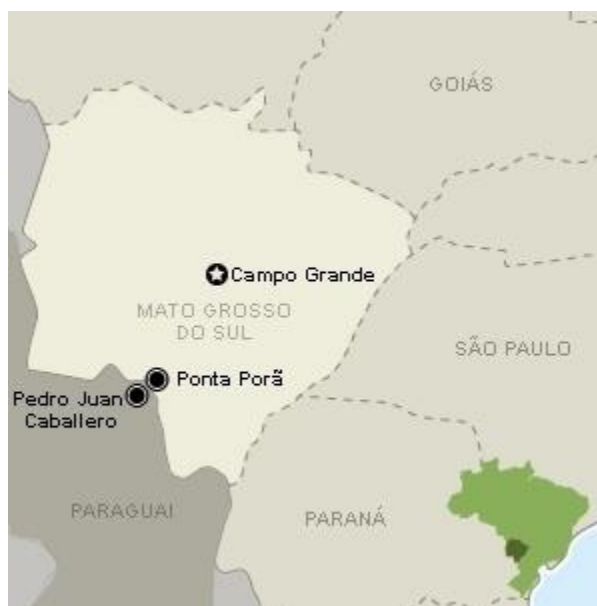 GOIÁS
Campo Grande
MATO GROSSO
DO SUL
SÃO PAULO
Ponta Porã
Pedro Juan
Caballero
PARAGUAI
PARANÁ